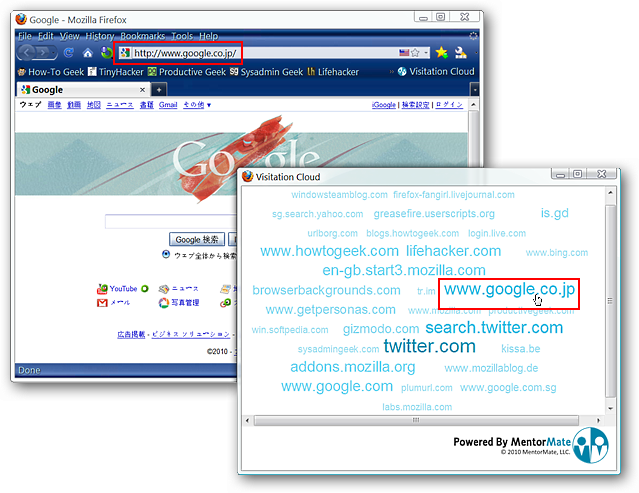 Google - Mozilla Firefox
File Edit View History Bookmarks Tools Help
http://www.google.co.jp/
How-To Geek TinyHacker Productive Geek Sysadmin Geek Lifehacker Visitation Cloud
Google
ウェブ 画像 動画 地図 ニュース 書籍 Gmail その他 ▼ iGoogle | 検索設定 | ログイン
Google
Google 検索
ウェブ全体から検索
YouTube ニュース
メール 写真管理
広告掲載 - ビジネス ソリューション -
©2010 -
Done
Visitation Cloud
windowsteamblog.com firefox-fangirl.livejournal.com
sg.search.yahoo.com greasefire.userscripts.org is.gd
urlborg.com blogs.howtogeek.com login.live.com
www.howtogeek.com lifehacker.com www.bing.com
en-gb.start3.mozilla.com
browserbackgrounds.com tr.im www.google.co.jp
www.getpersonas.com www.mozilla.com productivegeek.com
win.softpedia.com gizmodo.com search.twitter.com
sysadmingeek.com twitter.com kissa.be
addons.mozilla.org www.mozillablog.de
www.google.com plumurl.com www.google.com.sg
labs.mozilla.com
Powered By MentorMate
© 2010 MentorMate, LLC.